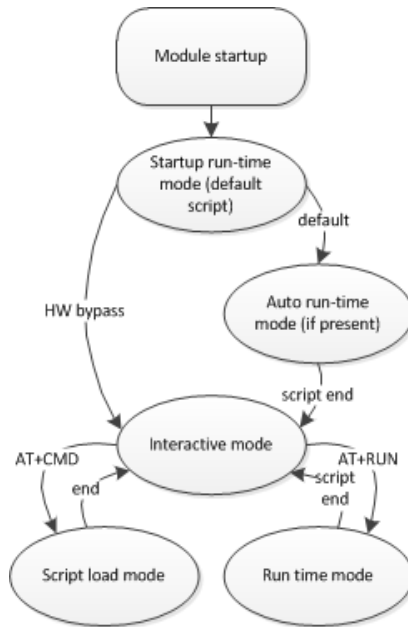 Module startup
Startup run-time
mode (default
script)
default
HW bypass
Auto run-time
mode (if present)
script end
Interactive mode
AT+CMD
end
AT+RUN
script
end
Script load mode
Run time mode